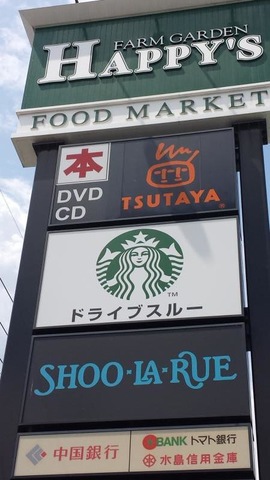 FARM GARDEN
HAPPY'S
FOOD MARKET
本
DVD
CD
TSUTAYA
TM
ドライブスルー
SHOO·LA·RUE
中国銀行
BANK トマト銀行
水島信用金庫